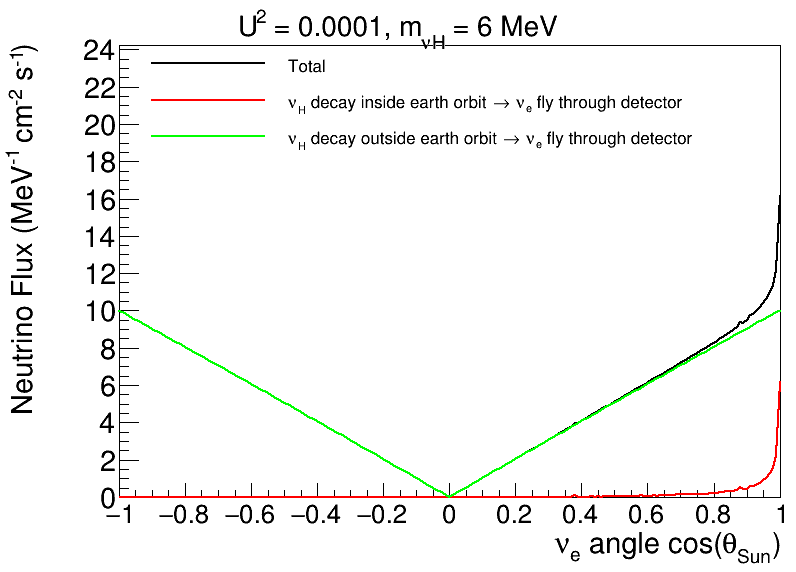 U² = 0.0001, m_νH = 6 MeV
Total
ν_H decay inside earth orbit → ν_e fly through detector
ν_H decay outside earth orbit → ν_e fly through detector
Neutrino Flux (MeV⁻¹ cm⁻² s⁻¹)
24
22
20
18
16
14
12
10
8
6
4
2
0
−1 −0.8 −0.6 −0.4 −0.2 0 0.2 0.4 0.6 0.8 1
ν_e angle cos(θ_Sun)